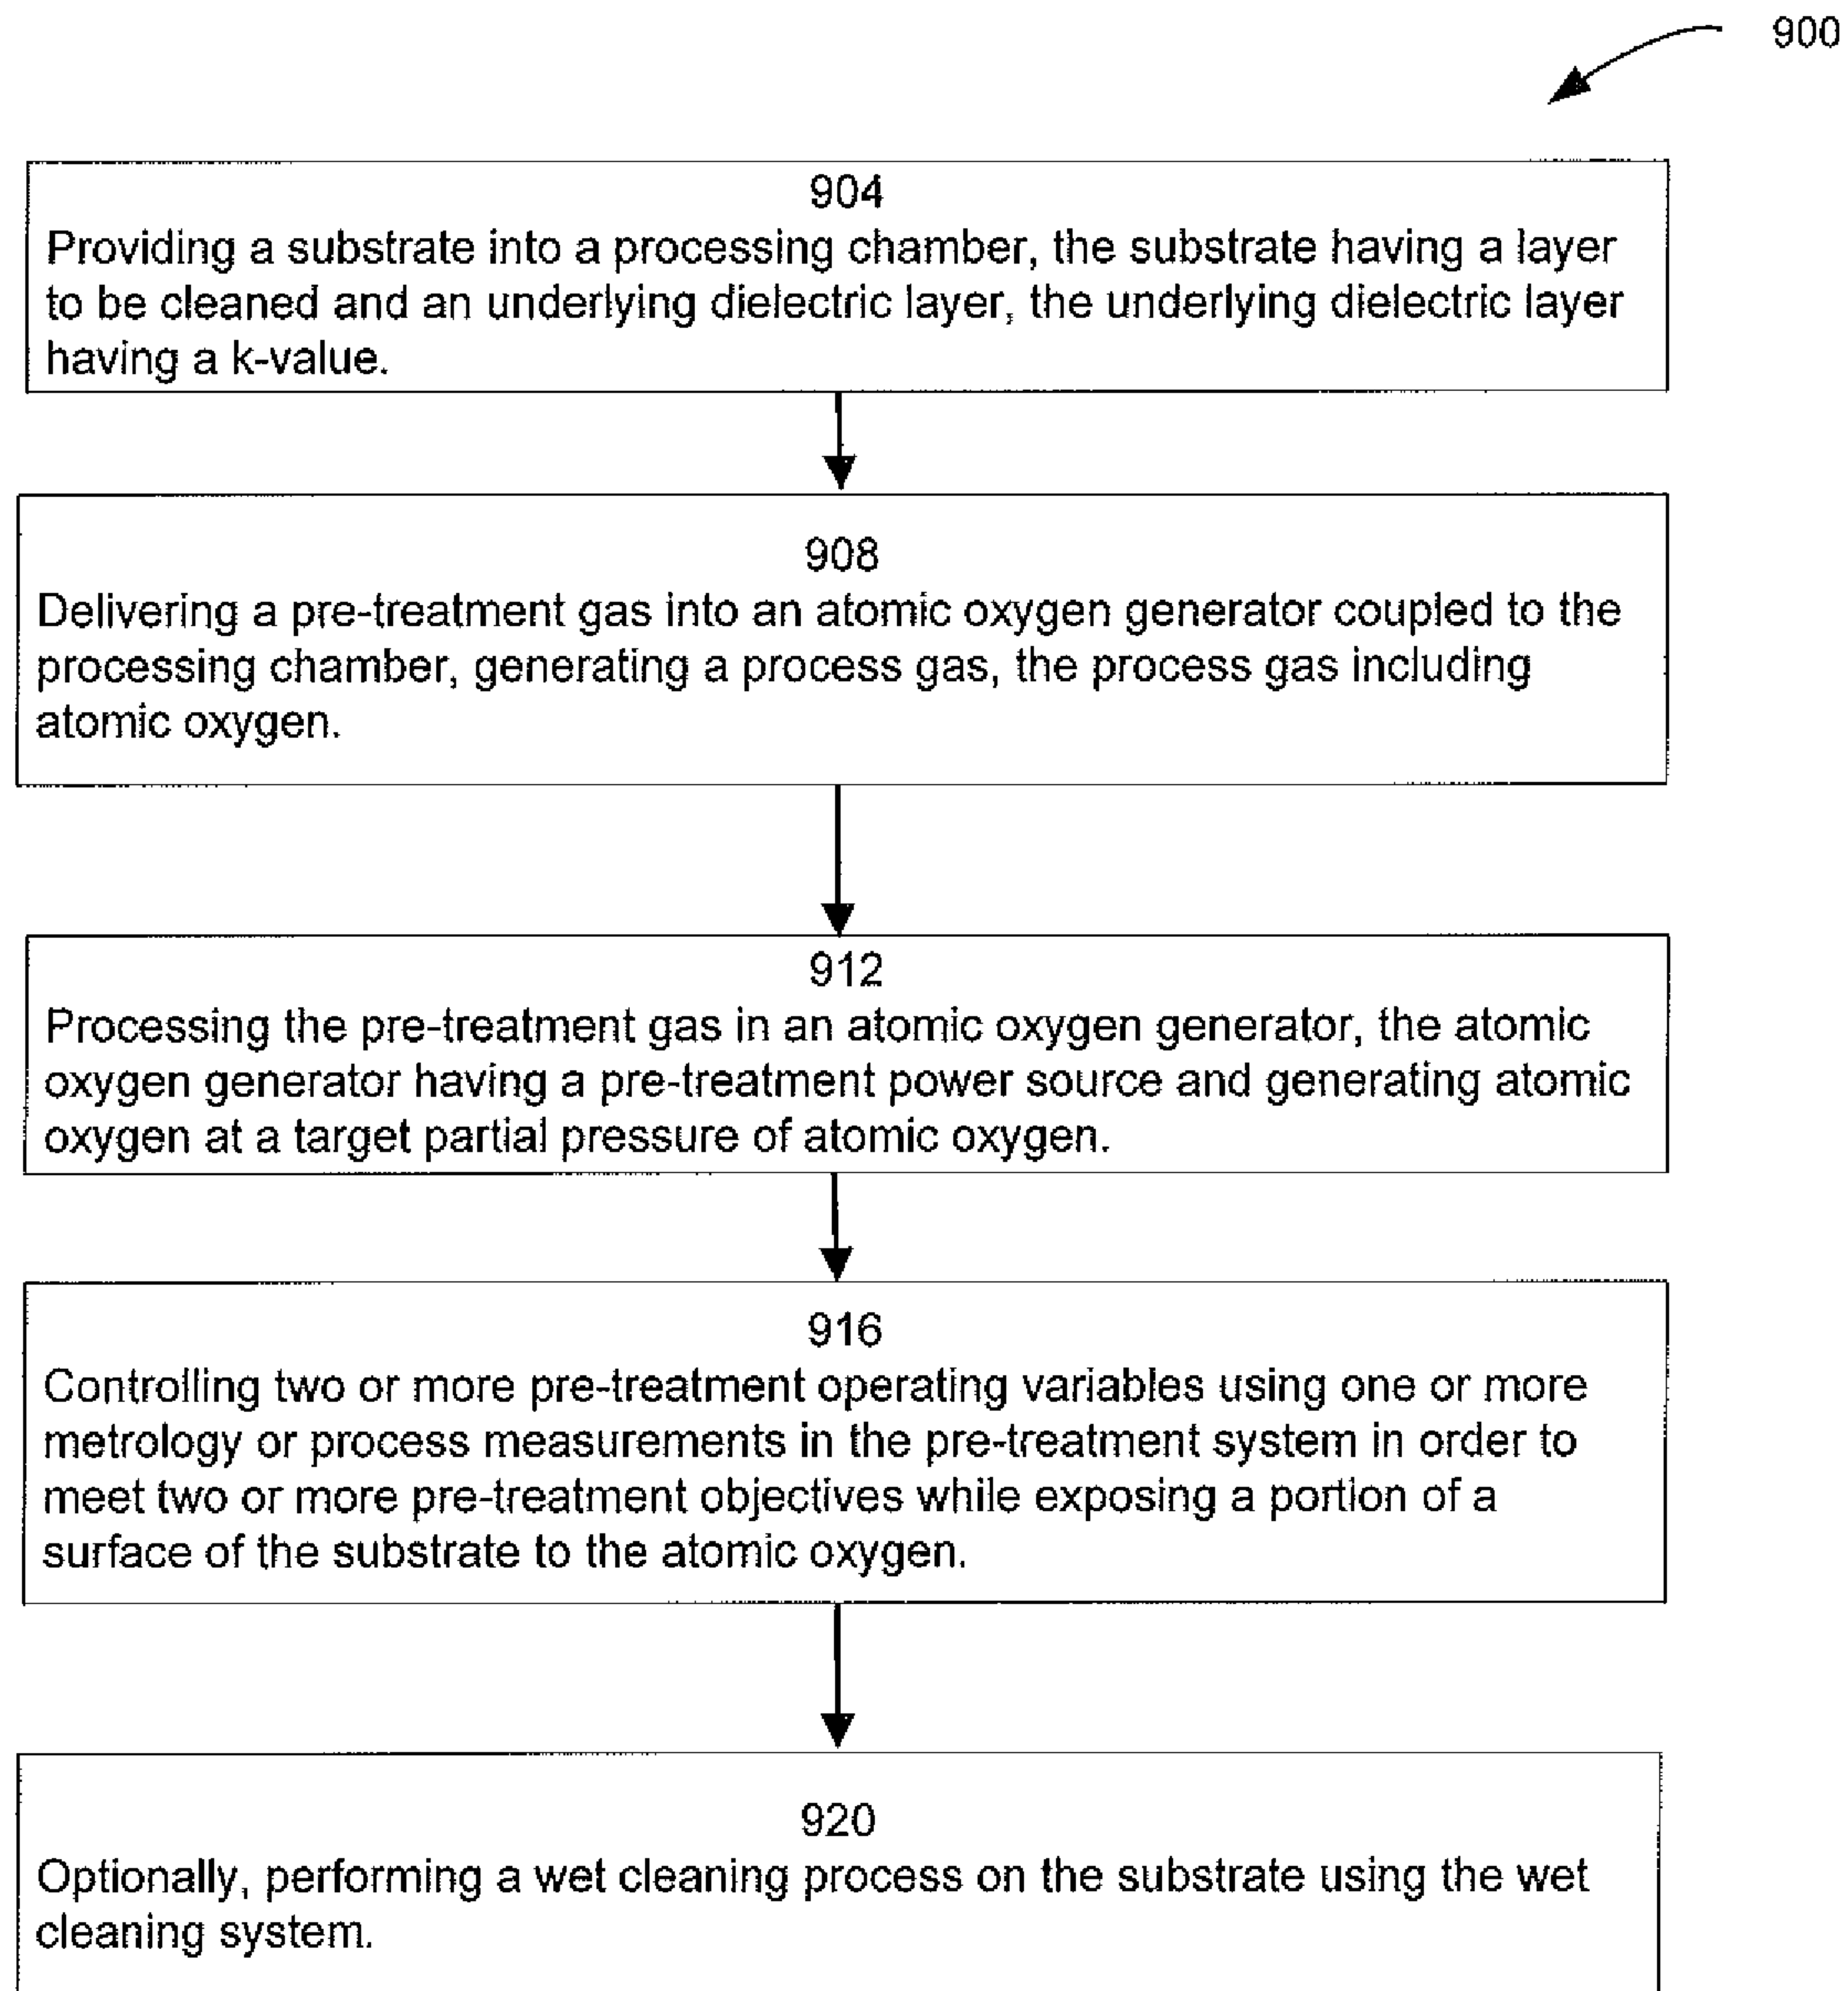 900
904
Providing a substrate into a processing chamber, the substrate having a layer
to be cleaned and an underlying dielectric layer, the underlying dielectric layer
having a k-value.
908
Delivering a pre-treatment gas into an atomic oxygen generator coupled to the
processing chamber, generating a process gas, the process gas including
atomic oxygen.
912
Processing the pre-treatment gas in an atomic oxygen generator, the atomic
oxygen generator having a pre-treatment power source and generating atomic
oxygen at a target partial pressure of atomic oxygen.
916
Controlling two or more pre-treatment operating variables using one or more
metrology or process measurements in the pre-treatment system in order to
meet two or more pre-treatment objectives while exposing a portion of a
surface of the substrate to the atomic oxygen.
920
Optionally, performing a wet cleaning process on the substrate using the wet
cleaning system.